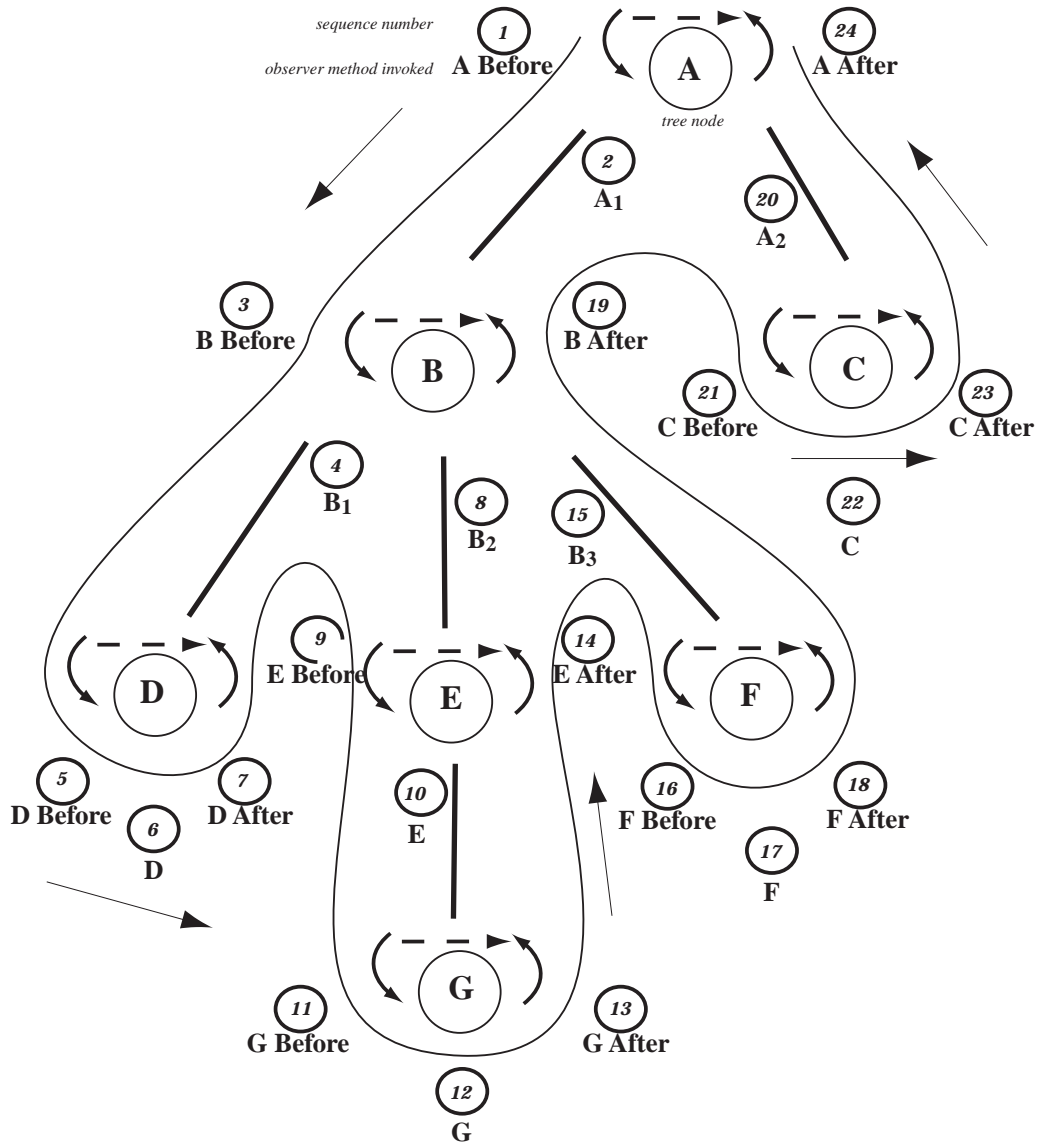 sequence number
1
24
observer method invoked
A Before
A
A After
tree node
2
A1
20
A2
3
B Before
19
B After
B
C
21
C Before
23
C After
4
B1
8
B2
15
B3
22
C
9
E Before
14
E After
D
E
F
5
D Before
7
D After
6
D
10
E
16
F Before
18
F After
17
F
G
11
G Before
13
G After
12
G